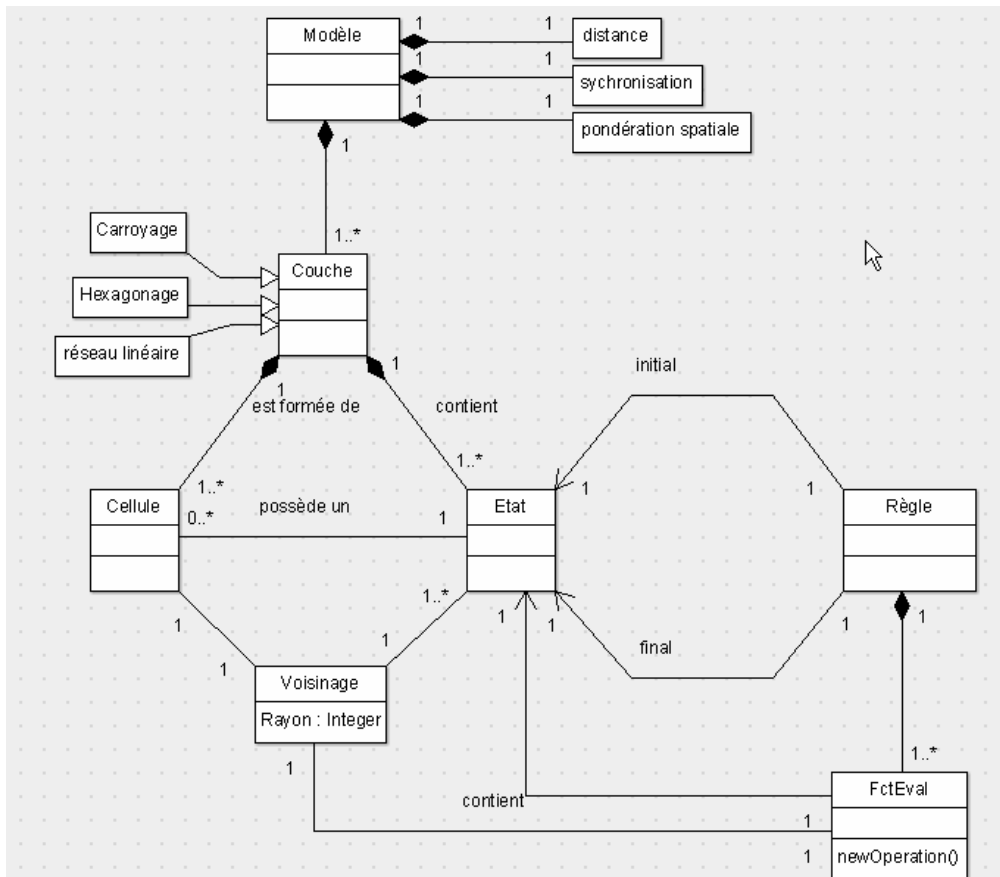 Modèle
1
1
distance
1
1
sychronisation
1
1
pondération spatiale
1
1..*
Carroyage
Couche
Hexagonage
réseau linéaire
1
1
est formée de
contient
initial
1..*
1..*
1
1
Cellule
0..*
possède un
1
Etat
Règle
1..*
1
1
1
1
1
1
1
final
Voisinage
Rayon : Integer
1
1..*
contient
FctEval
1
1
newOperation()